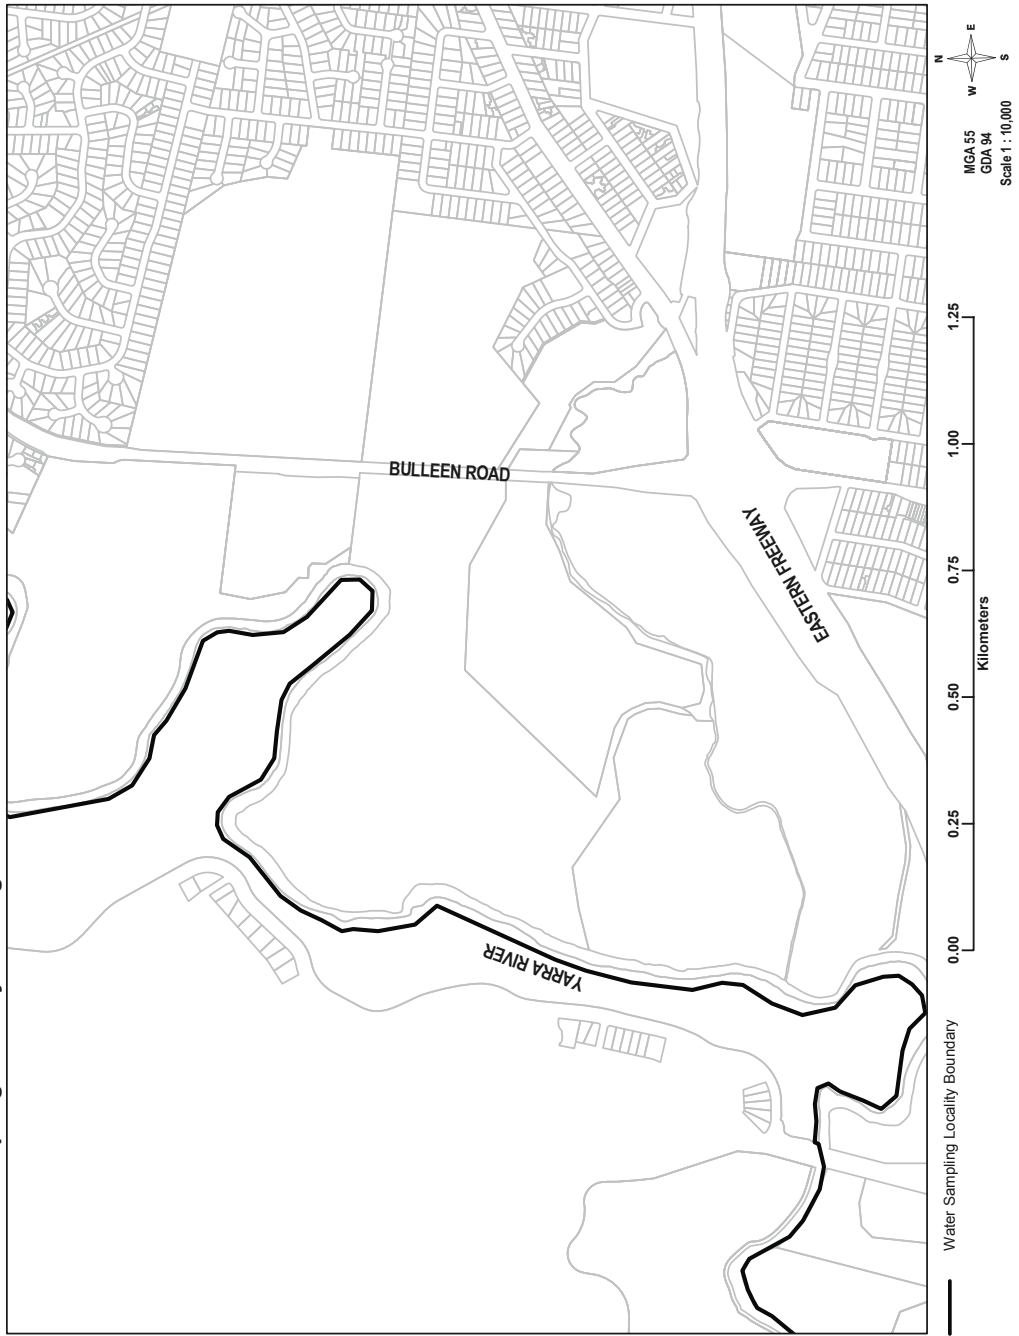 BULLEEN ROAD
EASTERN FREEWAY
YARRA RIVER
N
E
W
S
MGA 55
GDA 94
Scale 1 : 10,000
0.00 0.25 0.50 0.75 1.00 1.25
Kilometers
Water Sampling Locality Boundary